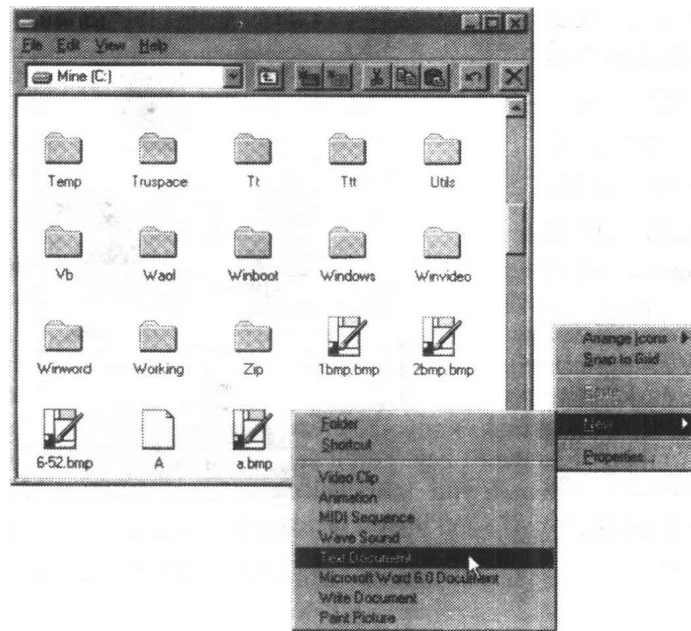 Mine (C:)
File Edit View Help
Mine (C:)
Temp Truspace Tt Ttt Utils
Vb Waol Winboot Windows Winvideo
Winword Working Zip 1bmp.bmp 2bmp.bmp
6-52.bmp A a.bmp
Arrange Icons
Snap to Grid
Paste
New
Properties...
Folder
Shortcut
Video Clip
Animation
MIDI Sequence
Wave Sound
Text Document
Microsoft Word 6.0 Document
Write Document
Paint Picture